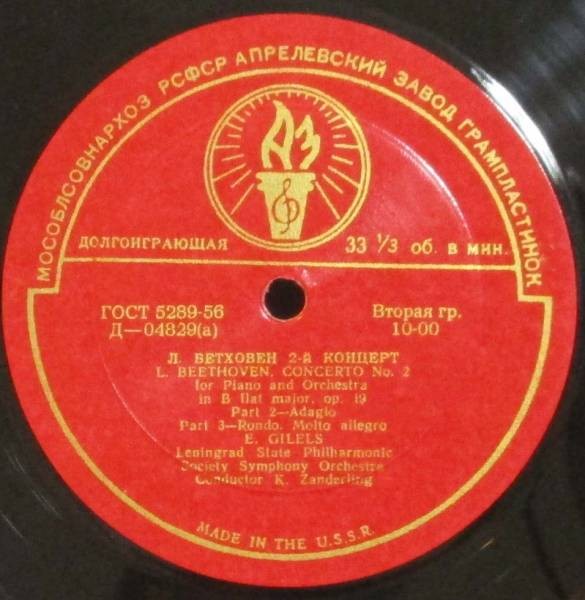 МОСОБЛСОВНАРХОЗ РСФСР АПРЕЛЕВСКИЙ ЗАВОД ГРАМПЛАСТИНОК
АЗ
ДОЛГОИГРАЮЩАЯ 33 1/3 об. в мин.
ГОСТ 5289-56 Вторая гр.
Д—04829(а) 10-00
Л. БЕТХОВЕН 2-й КОНЦЕРТ
L. BEETHOVEN, CONCERTO No. 2
for Piano and Orchestra
in B flat major, op. 19
Part 2—Adagio
Part 3—Rondo. Molto allegro
E. GILELS
Leningrad State Philharmonic
Society Symphony Orchestra
Conductor K. Zanderling
MADE IN THE U.S.S.R.